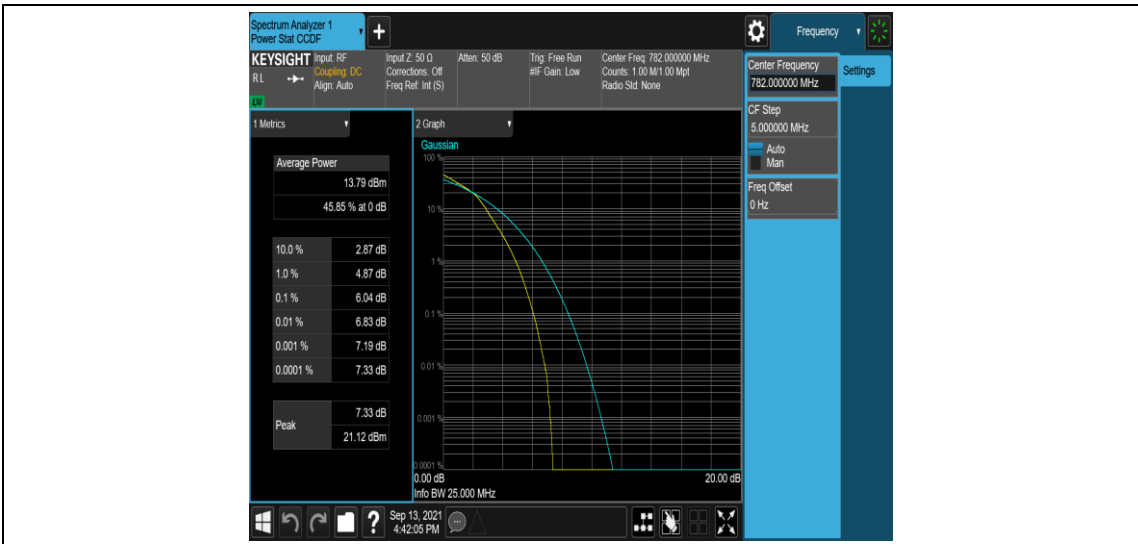 Spectrum Analyzer 1
Power Stat CCDF
+
Frequency
KEYSIGHT
RL
LXI
Input: RF
Coupling: DC
Align: Auto
Input Z: 50 Ω
Corrections: Off
Freq Ref: Int (S)
Atten: 50 dB
Trig: Free Run
#IF Gain: Low
Center Freq: 782.000000 MHz
Counts: 1.00 M/1.00 Mpt
Radio Std: None
Center Frequency
782.000000 MHz
Settings
CF Step
5.000000 MHz
Auto
Man
Freq Offset
0 Hz
1 Metrics
Average Power
13.79 dBm
45.85 % at 0 dB
10.0 % 2.87 dB
1.0 % 4.87 dB
0.1 % 6.04 dB
0.01 % 6.83 dB
0.001 % 7.19 dB
0.0001 % 7.33 dB
Peak
7.33 dB
21.12 dBm
2 Graph
Gaussian
100 %
10 %
1 %
0.1 %
0.01 %
0.001 %
0.0001 %
0.00 dB
20.00 dB
Info BW 25.000 MHz
?
Sep 13, 2021
4:42:05 PM